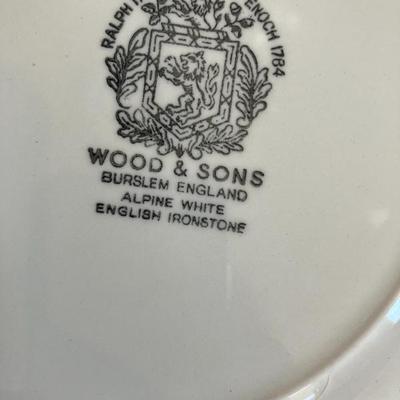 RALPH ENOCH 1784
WOOD & SONS
BURSLEM ENGLAND
ALPINE WHITE
ENGLISH IRONSTONE